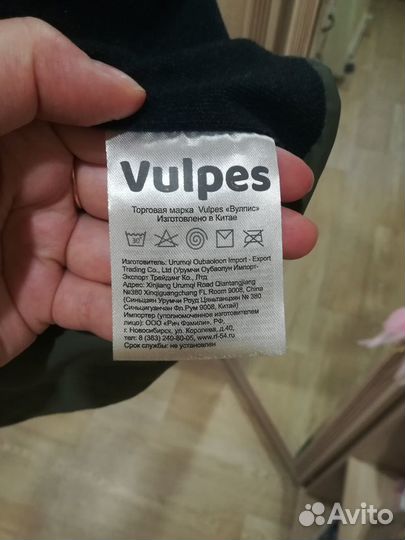 Vulpes
Торговая марка Vulpes «Вуллис»
Изготовлено в Китае
30°
Изготовитель: Urumqi Oubaoloon Import - Export
Trading Co., Ltd (Урумчи Оубаолун Импорт-
Экспорт Трейдинг Ко., Лтд
Адрес: Xinjiang Urumqi Road Qiantangjiang
№380 Xinqiguangchang FL Room 9008, China
(Синьцзян Урумчи Роуд Цяньтанцзян № 380
Синьцигуанчан Фл.Рум 9008, Китай)
Импортер (уполномоченное изготовителем
лицо): ООО «Рич Фэмили», РФ,
г. Новосибирск, ул. Королева, д.40,
тел. 8 (383) 240-80-05, www.rf-54.ru
Срок службы: не установлен
Avito